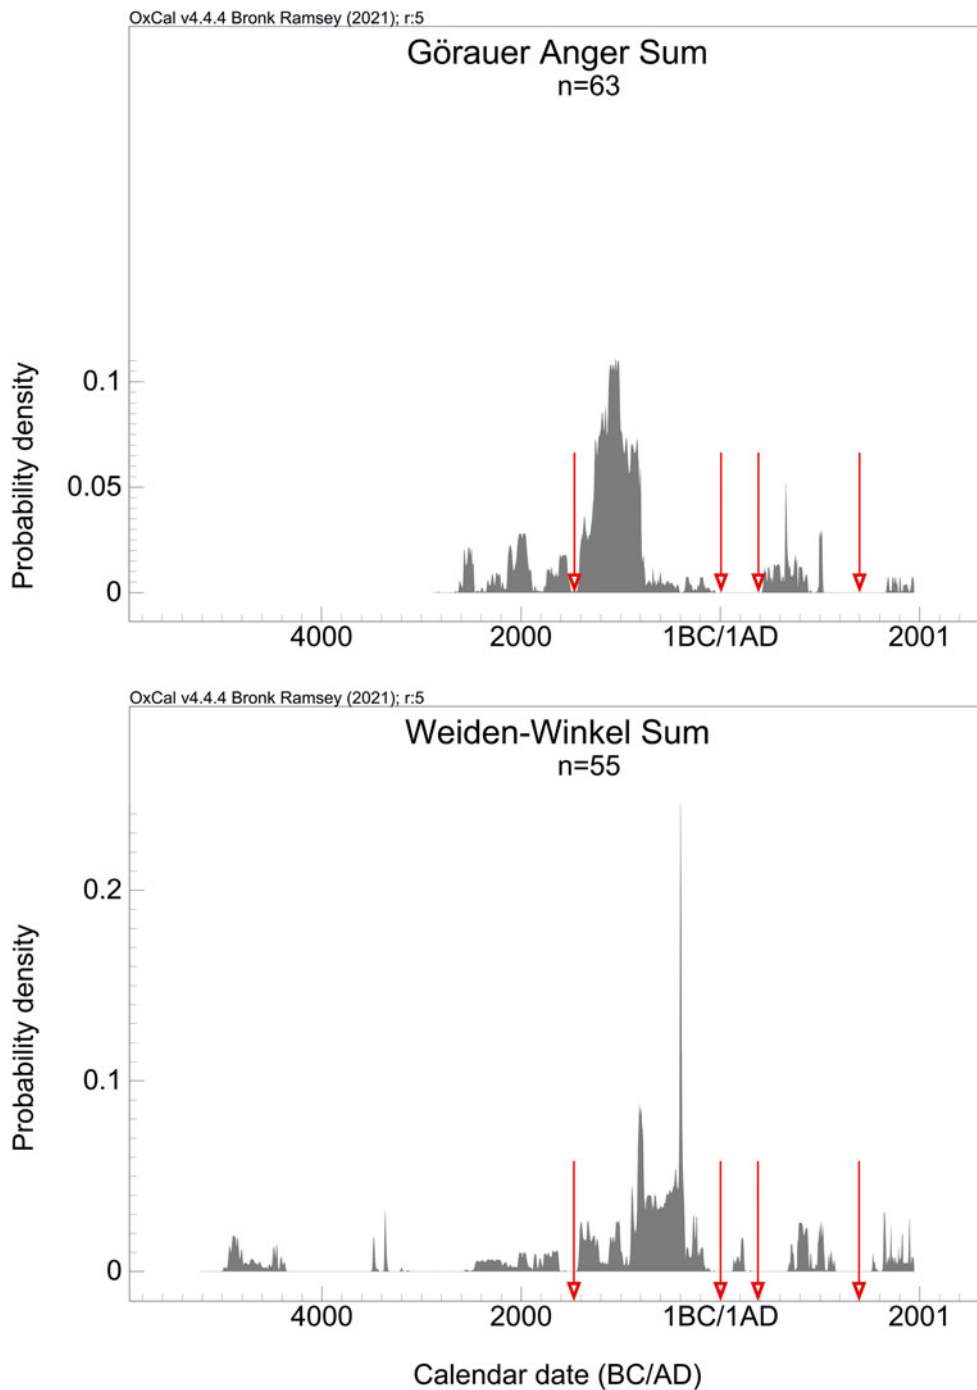 OxCal v4.4.4 Bronk Ramsey (2021); r:5
Görauer Anger Sum
n=63
Probability density
0.1
0.05
0
4000 2000 1BC/1AD 2001
OxCal v4.4.4 Bronk Ramsey (2021); r:5
Weiden-Winkel Sum
n=55
Probability density
0.2
0.1
0
4000 2000 1BC/1AD 2001
Calendar date (BC/AD)